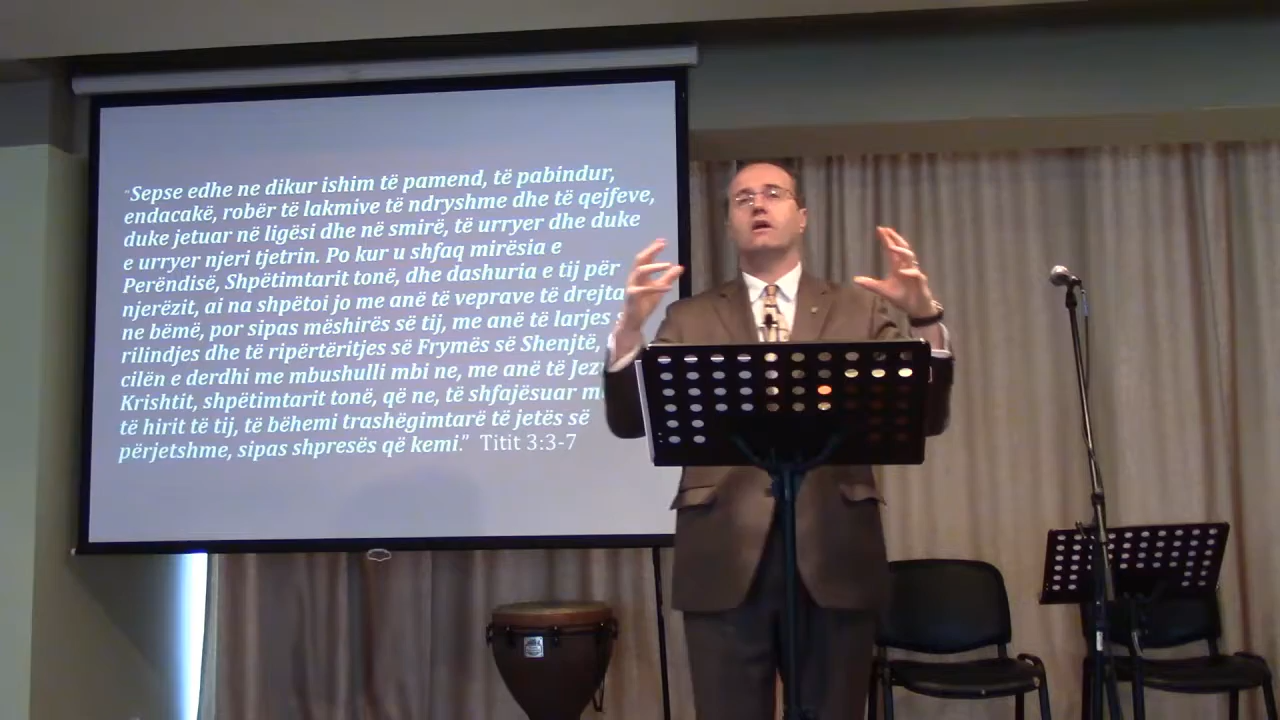 "Sepse edhe ne dikur ishim të pamend, të pabindur,
endacakë, robër të lakmive të ndryshme dhe të qejfeve,
duke jetuar në ligësi dhe në smirë, të urryer dhe duke
e urryer njeri tjetrin. Po kur u shfaq mirësia e
Perëndisë, Shpëtimtarit tonë, dhe dashuria e tij për
njerëzit, ai na shpëtoi jo me anë të veprave të drejta
ne bëmë, por sipas mëshirës së tij, me anë të larjes
rilindjes dhe të ripërtëritjes së Frymës së Shenjtë,
cilën e derdhi me mbushulli mbi ne, me anë të
Krishtit, shpëtimtarit tonë, që ne, të shfajësuar
të hirit të tij, të bëhemi trashëgimtarë të jetës së
përjetshme, sipas shpresës që kemi." Titit 3:3-7